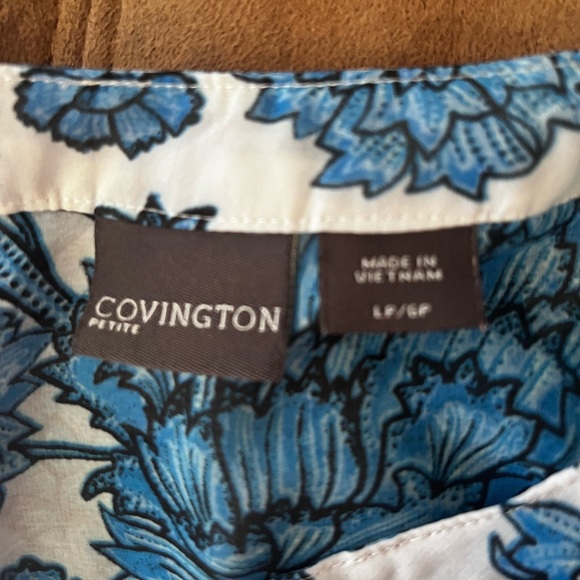 COVINGTON
PETITE
MADE IN
VIETNAM
LP/GP